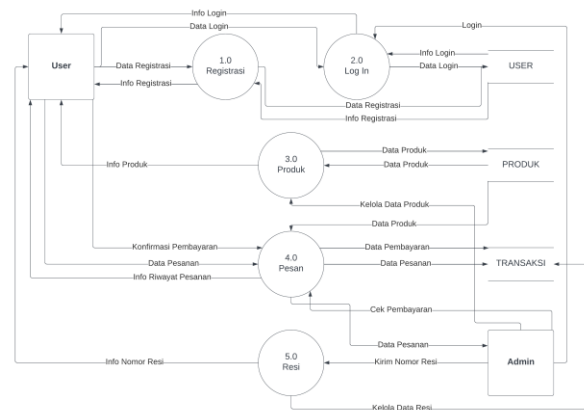 Info Login
Login
Data Login
User
Data Registrasi
Info Registrasi
1.0
Registrasi
2.0
Log In
Info Login
Data Login
USER
Data Registrasi
Info Registrasi
3.0
Produk
Info Produk
Data Produk
Data Produk
PRODUK
Kelola Data Produk
Data Produk
Konfirmasi Pembayaran
Data Pesanan
Info Riwayat Pesanan
4.0
Pesan
Data Pembayaran
Data Pesanan
TRANSAKSI
Cek Pembayaran
Data Pesanan
Info Nomor Resi
5.0
Resi
Kirim Nomor Resi
Admin
Kelola Data Resi